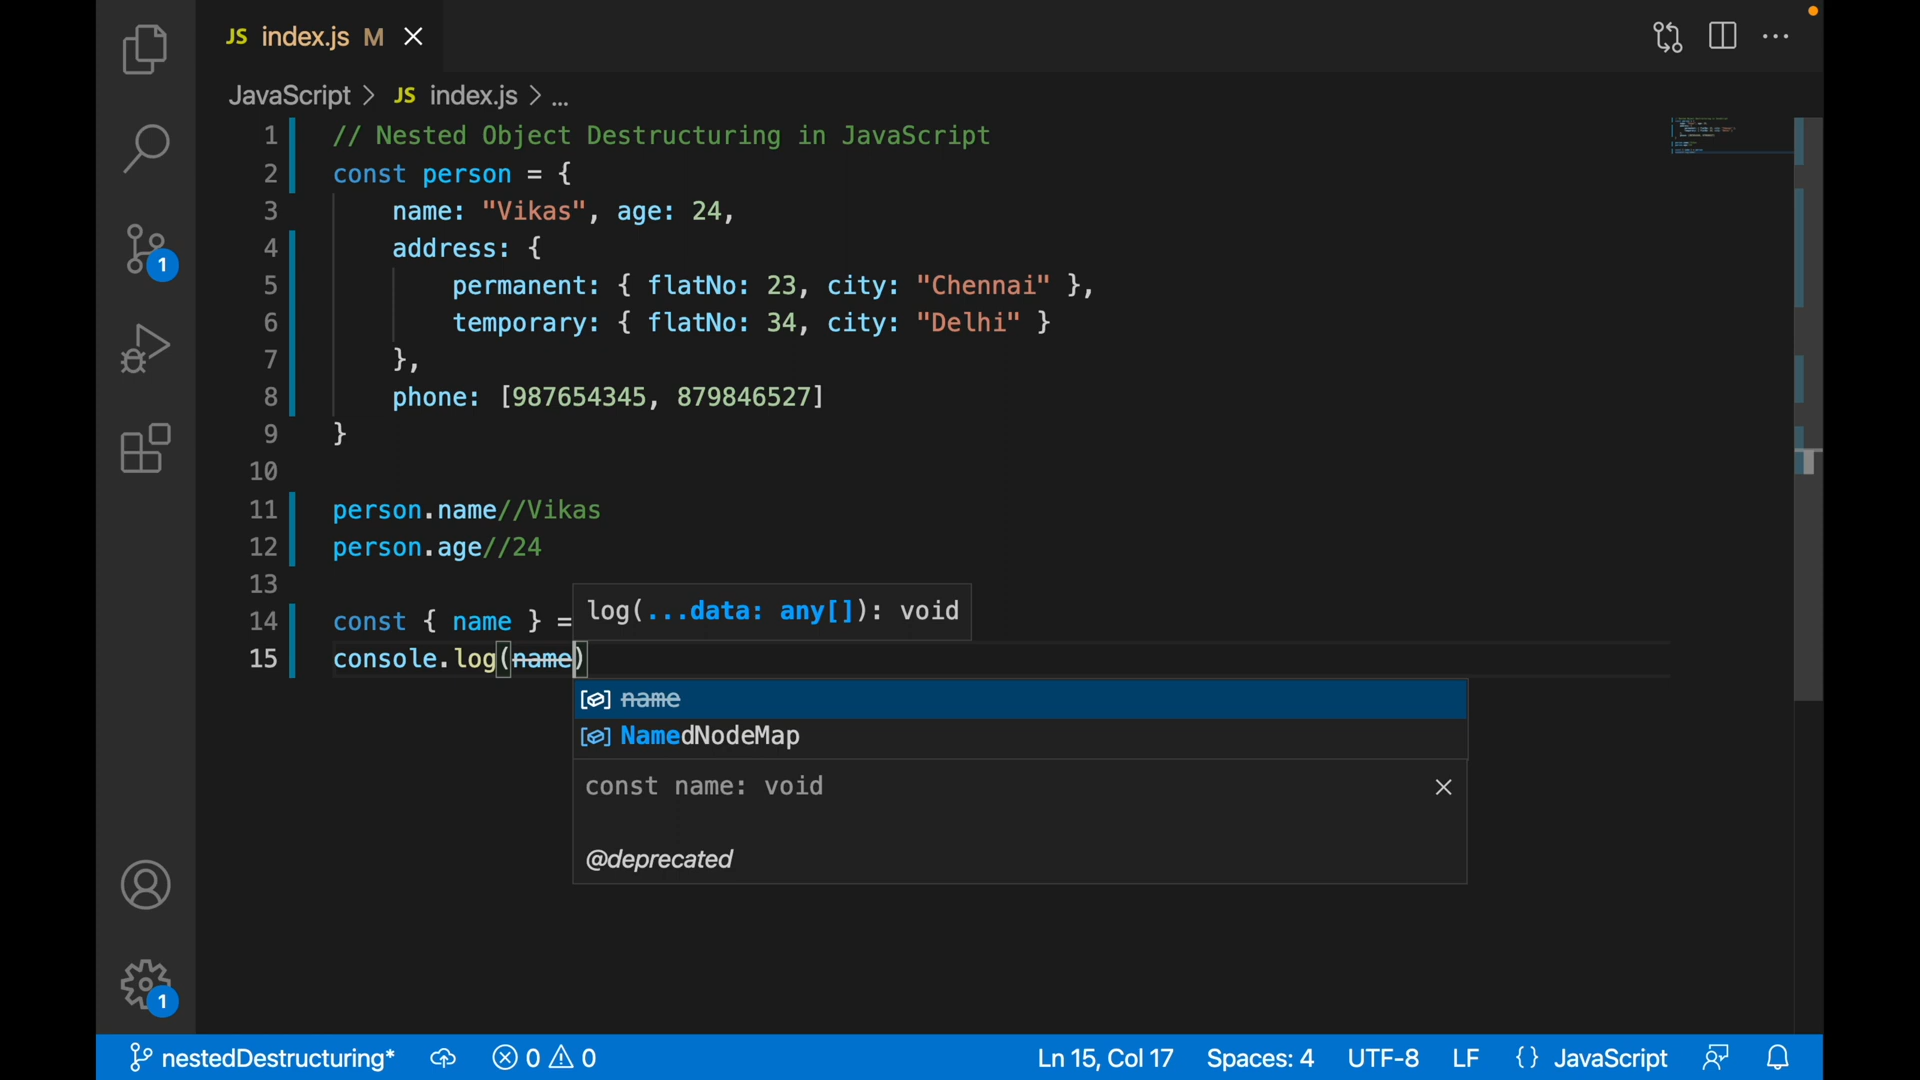 JS index.js M
JavaScript > JS index.js > ...
1 // Nested Object Destructuring in JavaScript
2 const person = {
3 name: "Vikas", age: 24,
4 address: {
5 permanent: { flatNo: 23, city: "Chennai" },
6 temporary: { flatNo: 34, city: "Delhi" }
7 },
8 phone: [987654345, 879846527]
9 }
10
11 person.name//Vikas
12 person.age//24
13
log(...data: any[]): void
14 const { name } =
15 console.log(name)
name
NamedNodeMap
const name: void
@deprecated
1
1
nestedDestructuring* 0 0 Ln 15, Col 17 Spaces: 4 UTF-8 LF {} JavaScript